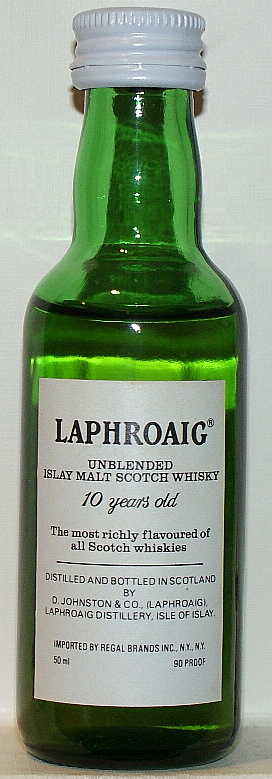 LAPHROAIG®
UNBLENDED
ISLAY MALT SCOTCH WHISKY
10 years old
The most richly flavoured of
all Scotch whiskies
DISTILLED AND BOTTLED IN SCOTLAND
BY
D. JOHNSTON & CO., (LAPHROAIG),
LAPHROAIG DISTILLERY, ISLE OF ISLAY.
IMPORTED BY REGAL BRANDS INC., N.Y., N.Y.
50 ml 90 PROOF